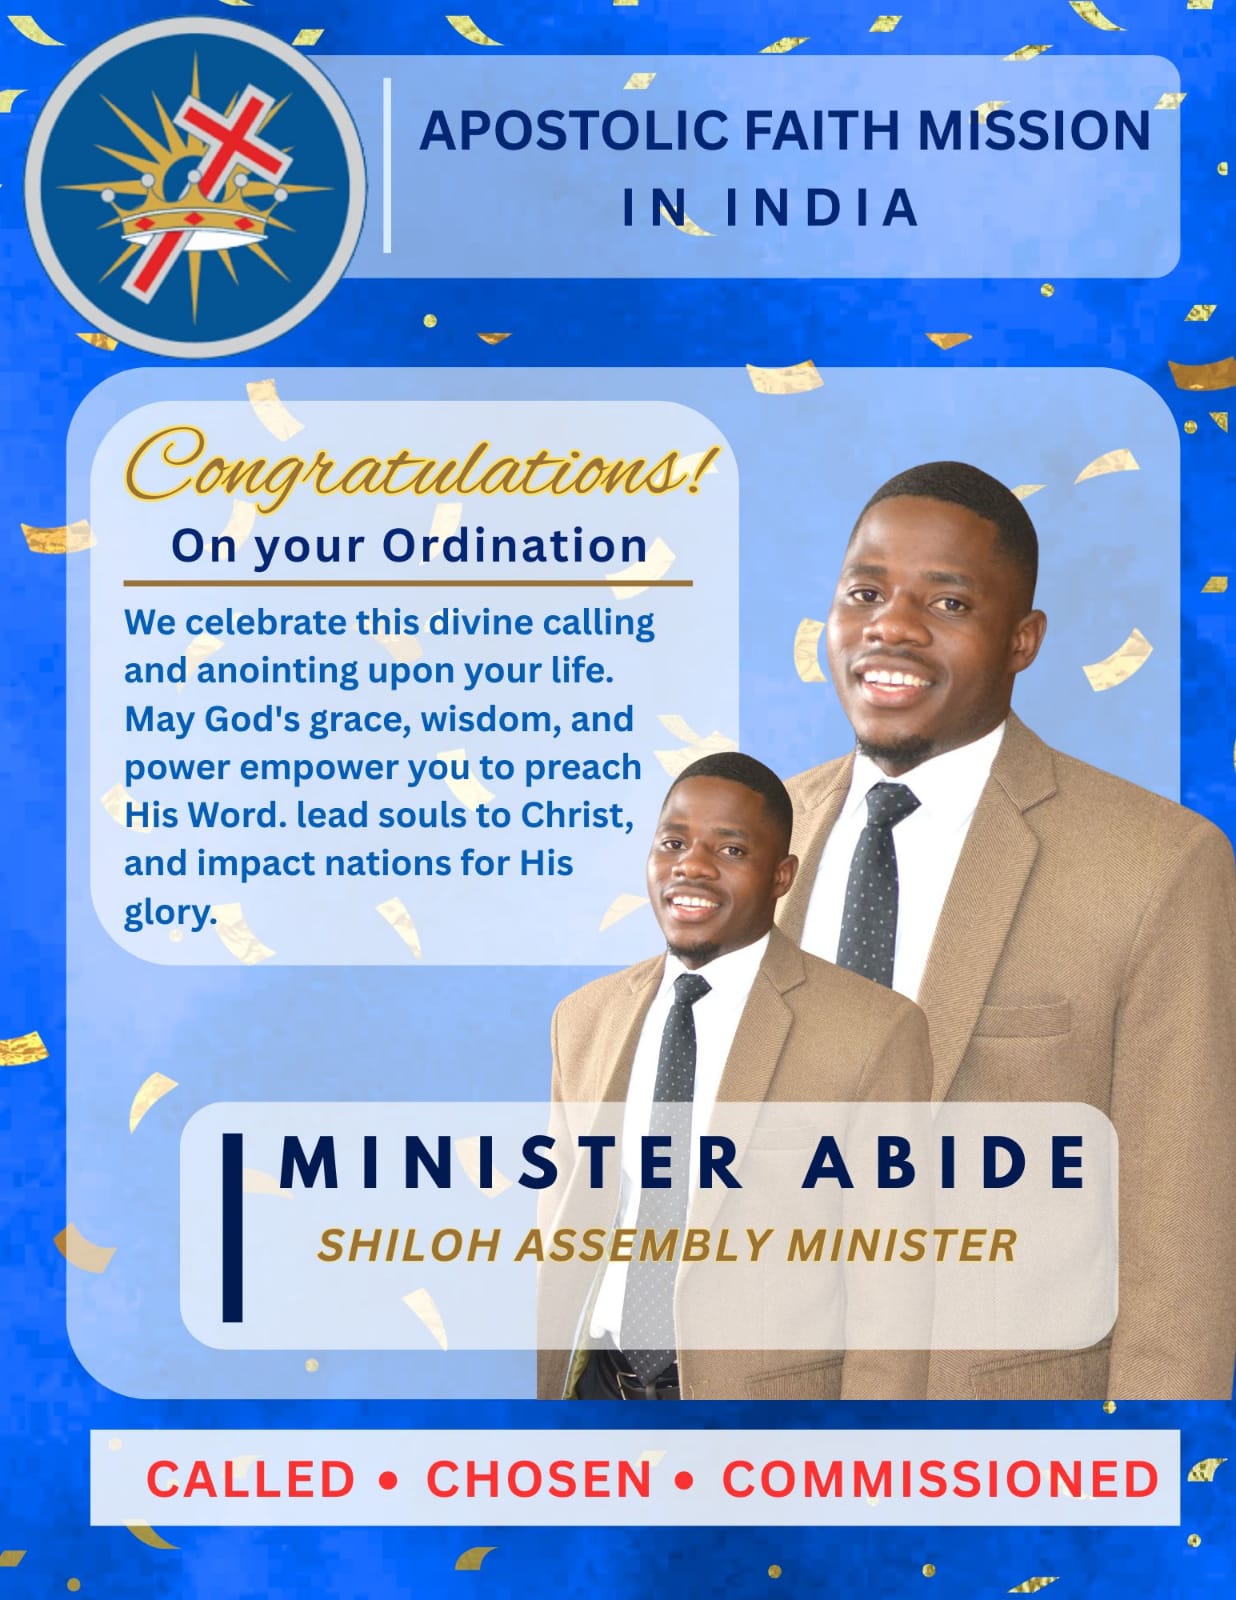 APOSTOLIC FAITH MISSION
IN INDIA
Congratulations!
On your Ordination
We celebrate this divine calling
and anointing upon your life.
May God's grace, wisdom, and
power empower you to preach
His Word. lead souls to Christ,
and impact nations for His
glory.
MINISTER ABIDE
SHILOH ASSEMBLY MINISTER
CALLED • CHOSEN • COMMISSIONED